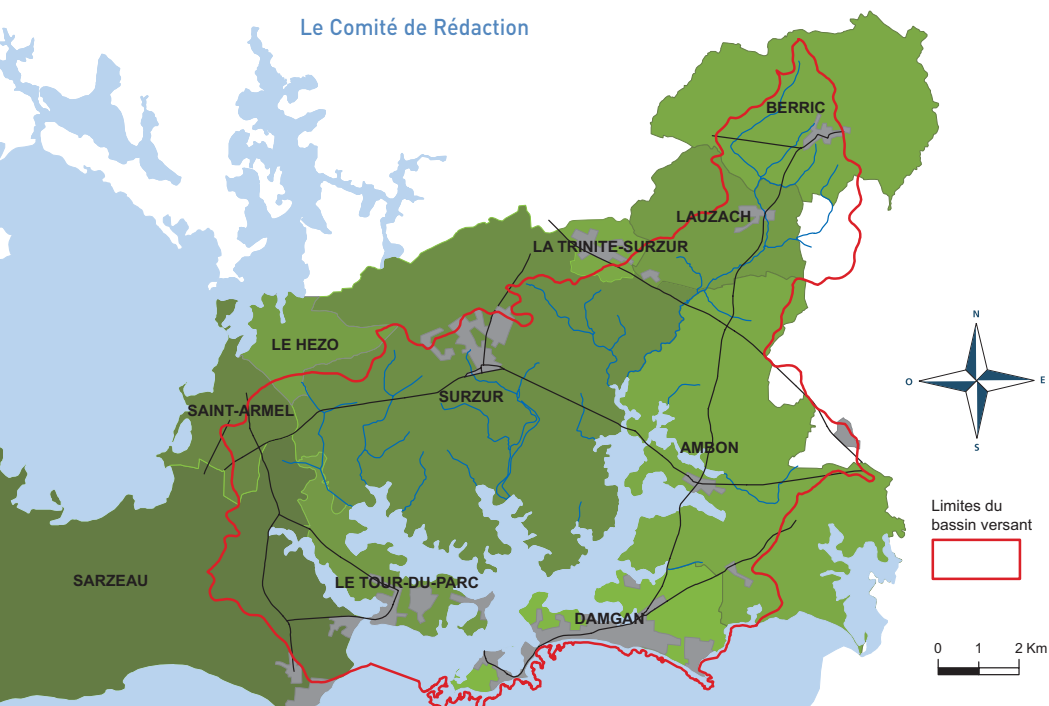 Le Comité de Rédaction
BERRIC
LAUZACH
LA TRINITE-SURZUR
N
LE HEZO
O
E
SURZUR
SAINT-ARMEL
S
AMBON
Limites du
bassin versant
SARZEAU
LE TOUR-DU-PARC
DAMGAN
0 1 2 Km